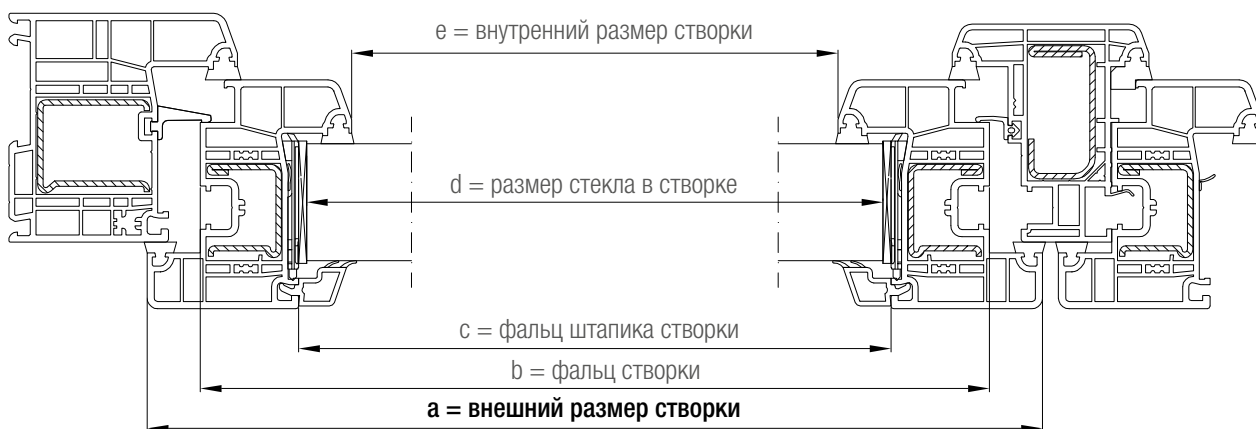 e = внутренний размер створки
d = размер стекла в створке
c = фальц штапика створки
b = фальц створки
a = внешний размер створки